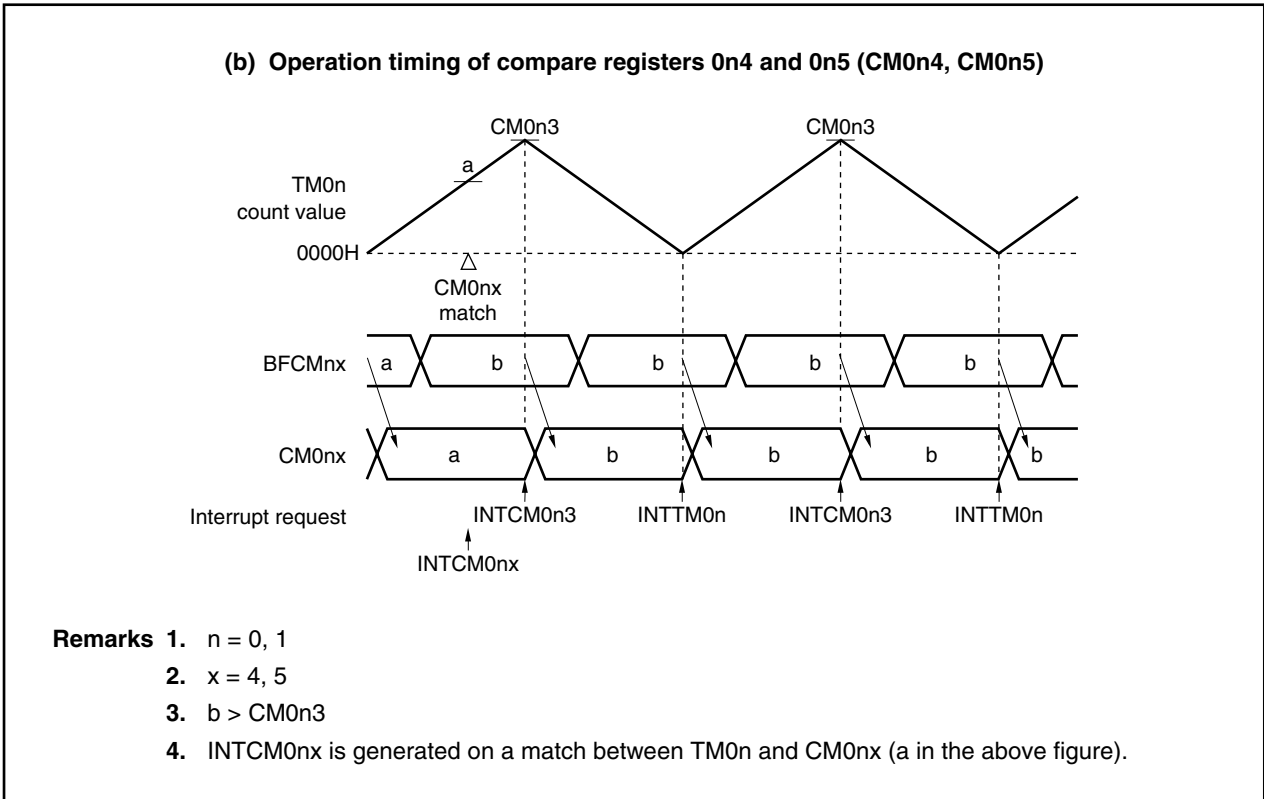 (b) Operation timing of compare registers 0n4 and 0n5 (CM0n4, CM0n5)
CM0n3 CM0n3
a
TM0n
count value
0000H
CM0nx
match
BFCMnx a b b b b
CM0nx a b b b b
Interrupt request INTCM0n3 INTTM0n INTCM0n3 INTTM0n
INTCM0nx
Remarks 1. n = 0, 1
2. x = 4, 5
3. b > CM0n3
4. INTCM0nx is generated on a match between TM0n and CM0nx (a in the above figure).